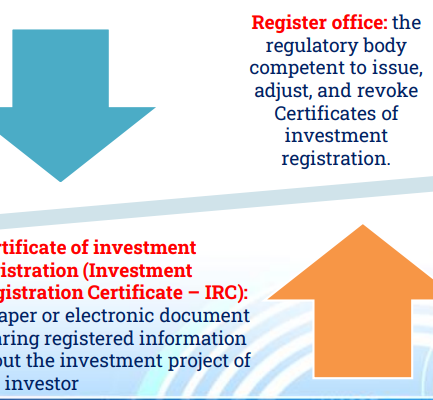 Register office: the
regulatory body
competent to issue,
adjust, and revoke
Certificates of
investment
registration.
rtificate of investment
istration (Investment
gistration Certificate – IRC):
aper or electronic document
aring registered information
out the investment project of
investor